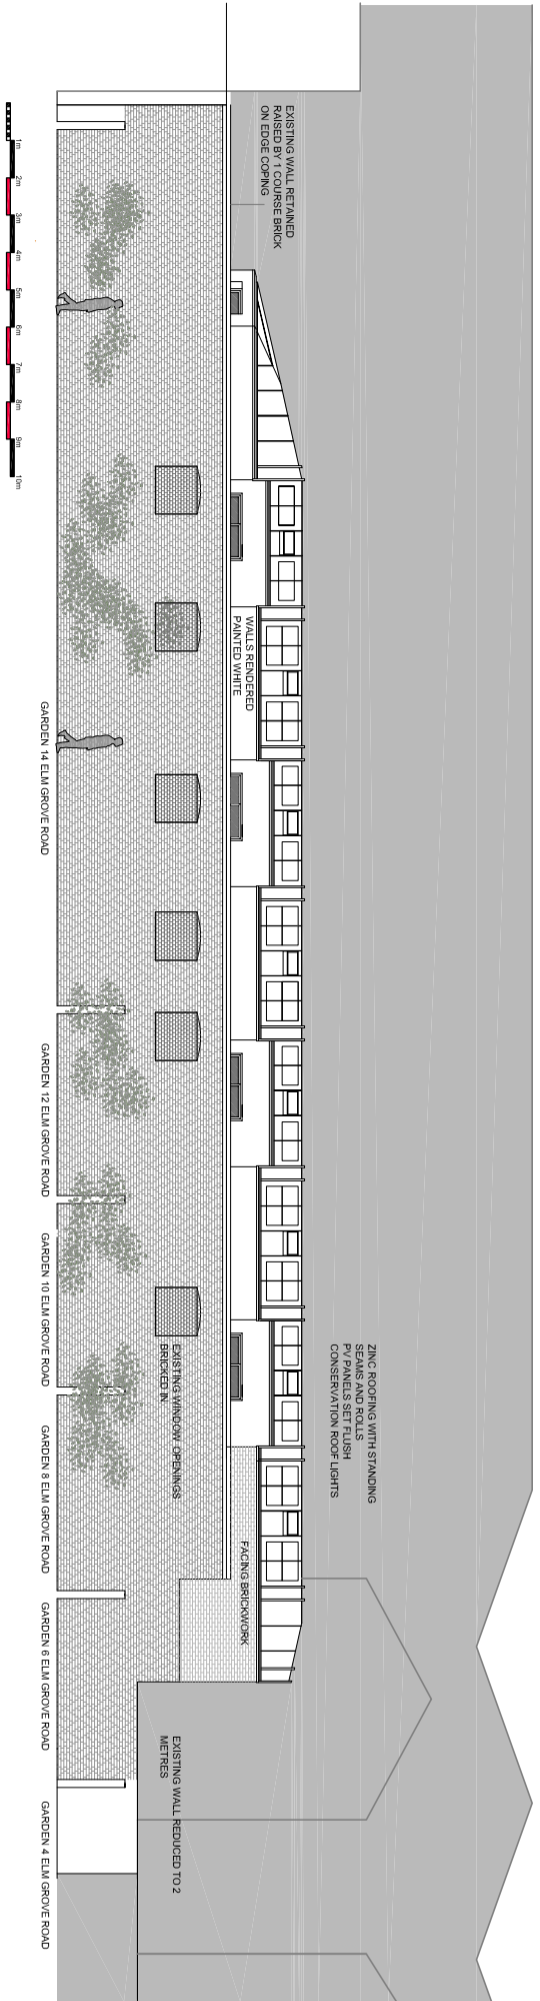 EXISTING WALL RETAINED
RAISED BY 1 COURSE BRICK
ON EDGE COPING
ZINC ROOFING WITH STANDING
SEAMS AND ROLLS
PV PANELS SET FLUSH
CONSERVATION ROOF LIGHTS
WALLS RENDERED
PAINTED WHITE
FACING BRICKWORK
EXISTING WINDOW OPENINGS
BRICKED IN
EXISTING WALL REDUCED TO 2
METRES
GARDEN 14 ELM GROVE ROAD
GARDEN 12 ELM GROVE ROAD
GARDEN 10 ELM GROVE ROAD
GARDEN 8 ELM GROVE ROAD
GARDEN 6 ELM GROVE ROAD
GARDEN 4 ELM GROVE ROAD
1m 2m 3m 4m 5m 6m 7m 8m 9m 10m